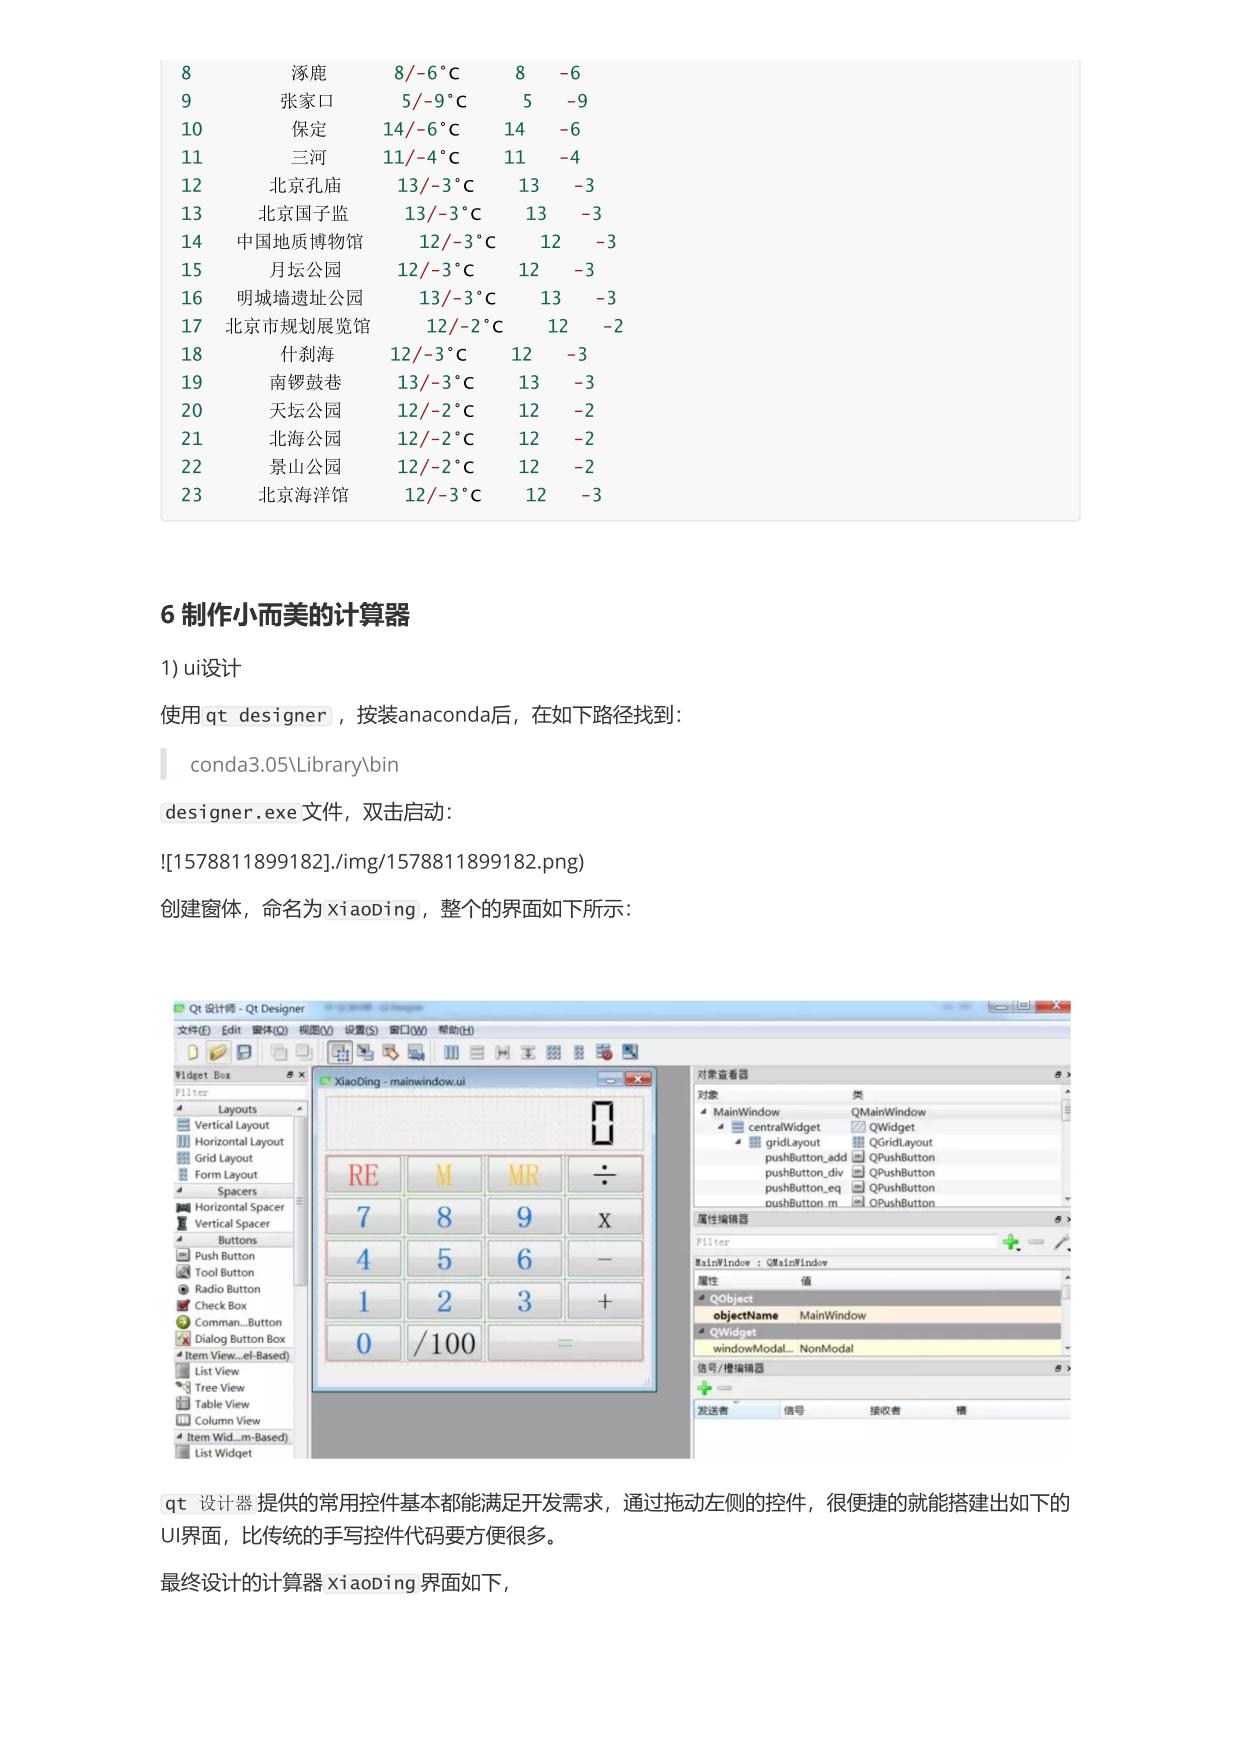 8 涿鹿 8/-6°C 8 -6
9 张家口 5/-9°C 5 -9
10 保定 14/-6°C 14 -6
11 三河 11/-4°C 11 -4
12 北京孔庙 13/-3°C 13 -3
13 北京国子监 13/-3°C 13 -3
14 中国地质博物馆 12/-3°C 12 -3
15 月坛公园 12/-3°C 12 -3
16 明城墙遗址公园 13/-3°C 13 -3
17 北京市规划展览馆 12/-2°C 12 -2
18 什刹海 12/-3°C 12 -3
19 南锣鼓巷 13/-3°C 13 -3
20 天坛公园 12/-2°C 12 -2
21 北海公园 12/-2°C 12 -2
22 景山公园 12/-2°C 12 -2
23 北京海洋馆 12/-3°C 12 -3
6 制作小而美的计算器
1) ui设计
使用qt designer ，按装anaconda后，在如下路径找到：
conda3.05\Library\bin
designer.exe文件，双击启动：
![1578811899182]./img/1578811899182.png)
创建窗体，命名为XiaoDing，整个的界面如下所示：
Qt 设计师 - Qt Designer
文件(F) Edit 窗体(O) 视图(V) 设置(S) 窗口(W) 帮助(H)
Widget Box
Filter
Layouts
Vertical Layout
Horizontal Layout
Grid Layout
Form Layout
Spacers
Horizontal Spacer
Vertical Spacer
Buttons
Push Button
Tool Button
Radio Button
Check Box
Comman...Button
Dialog Button Box
Item View...el-Based)
List View
Tree View
Table View
Column View
Item Wid...m-Based)
List Widget
XiaoDing - mainwindow.ui
0
RE M MR ÷
7 8 9 x
4 5 6 −
1 2 3 +
0 /100 =
对象查看器
对象 类
MainWindow QMainWindow
centralWidget QWidget
gridLayout QGridLayout
pushButton_add QPushButton
pushButton_div QPushButton
pushButton_eq QPushButton
pushButton_m QPushButton
属性编辑器
Filter
MainWindow : QMainWindow
属性 值
QObject
objectName MainWindow
QWidget
windowModal... NonModal
信号/槽编辑器
发送者 信号 接收者 槽
qt 设计器提供的常用控件基本都能满足开发需求，通过拖动左侧的控件，很便捷的就能搭建出如下的
UI界面，比传统的手写控件代码要方便很多。
最终设计的计算器XiaoDing界面如下，